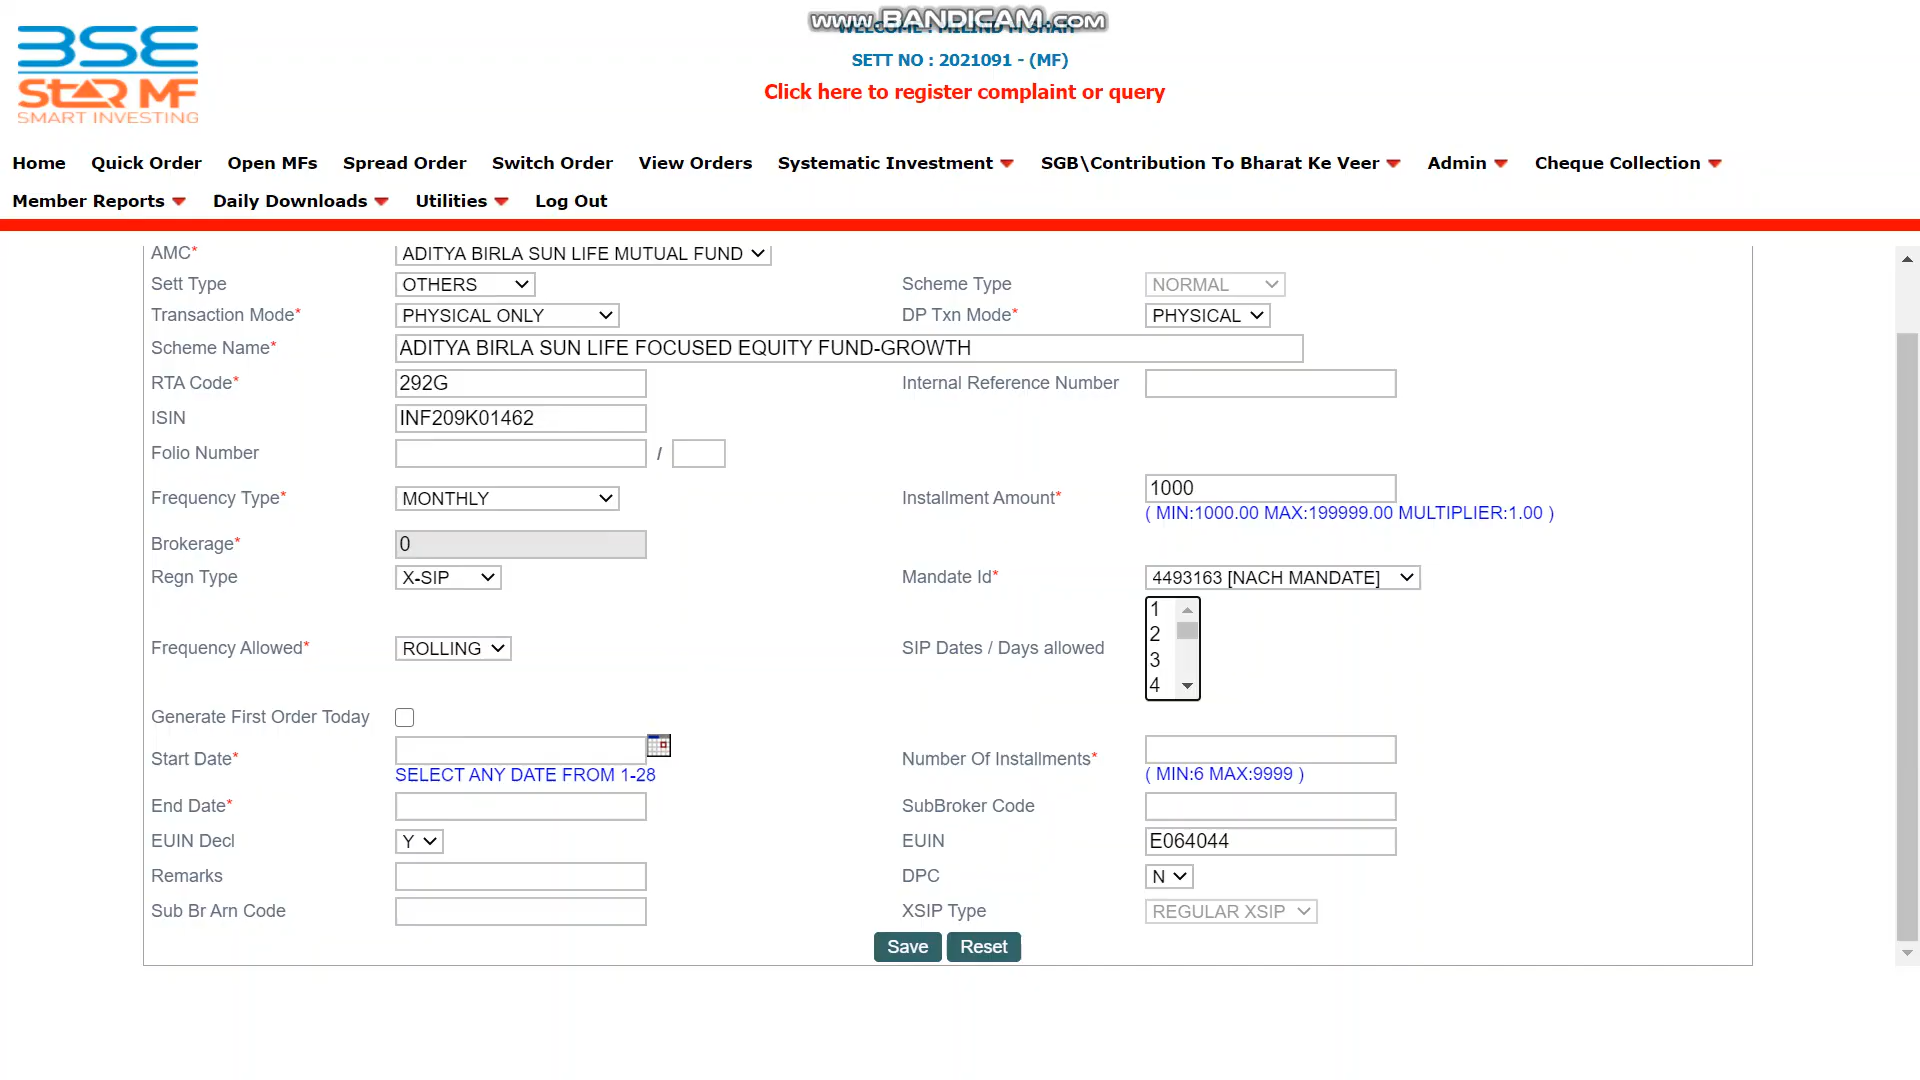 www.BANDICAM.com
WELCOME : MILIND M SHAH
BSE
StAR MF
SMART INVESTING
SETT NO : 2021091 - (MF)
Click here to register complaint or query
Home Quick Order Open MFs Spread Order Switch Order View Orders Systematic Investment SGB\Contribution To Bharat Ke Veer Admin Cheque Collection
Member Reports Daily Downloads Utilities Log Out
AMC* ADITYA BIRLA SUN LIFE MUTUAL FUND
Sett Type OTHERS Scheme Type NORMAL
Transaction Mode* PHYSICAL ONLY DP Txn Mode* PHYSICAL
Scheme Name* ADITYA BIRLA SUN LIFE FOCUSED EQUITY FUND-GROWTH
RTA Code* 292G Internal Reference Number
ISIN INF209K01462
Folio Number /
Frequency Type* MONTHLY Installment Amount* 1000
( MIN:1000.00 MAX:199999.00 MULTIPLIER:1.00 )
Brokerage* 0
Regn Type X-SIP Mandate Id* 4493163 [NACH MANDATE]
Frequency Allowed* ROLLING SIP Dates / Days allowed
1
2
3
4
Generate First Order Today
Start Date* Number Of Installments*
SELECT ANY DATE FROM 1-28 ( MIN:6 MAX:9999 )
End Date* SubBroker Code
EUIN Decl Y EUIN E064044
Remarks DPC N
Sub Br Arn Code XSIP Type REGULAR XSIP
Save Reset